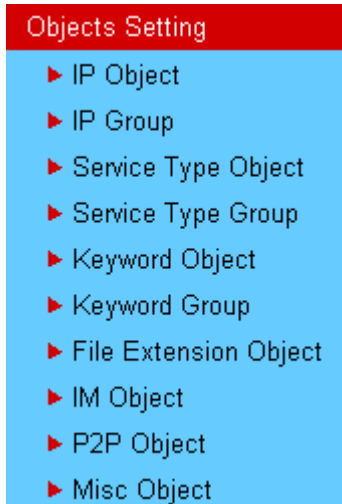 Objects Setting
IP Object
IP Group
Service Type Object
Service Type Group
Keyword Object
Keyword Group
File Extension Object
IM Object
P2P Object
Misc Object